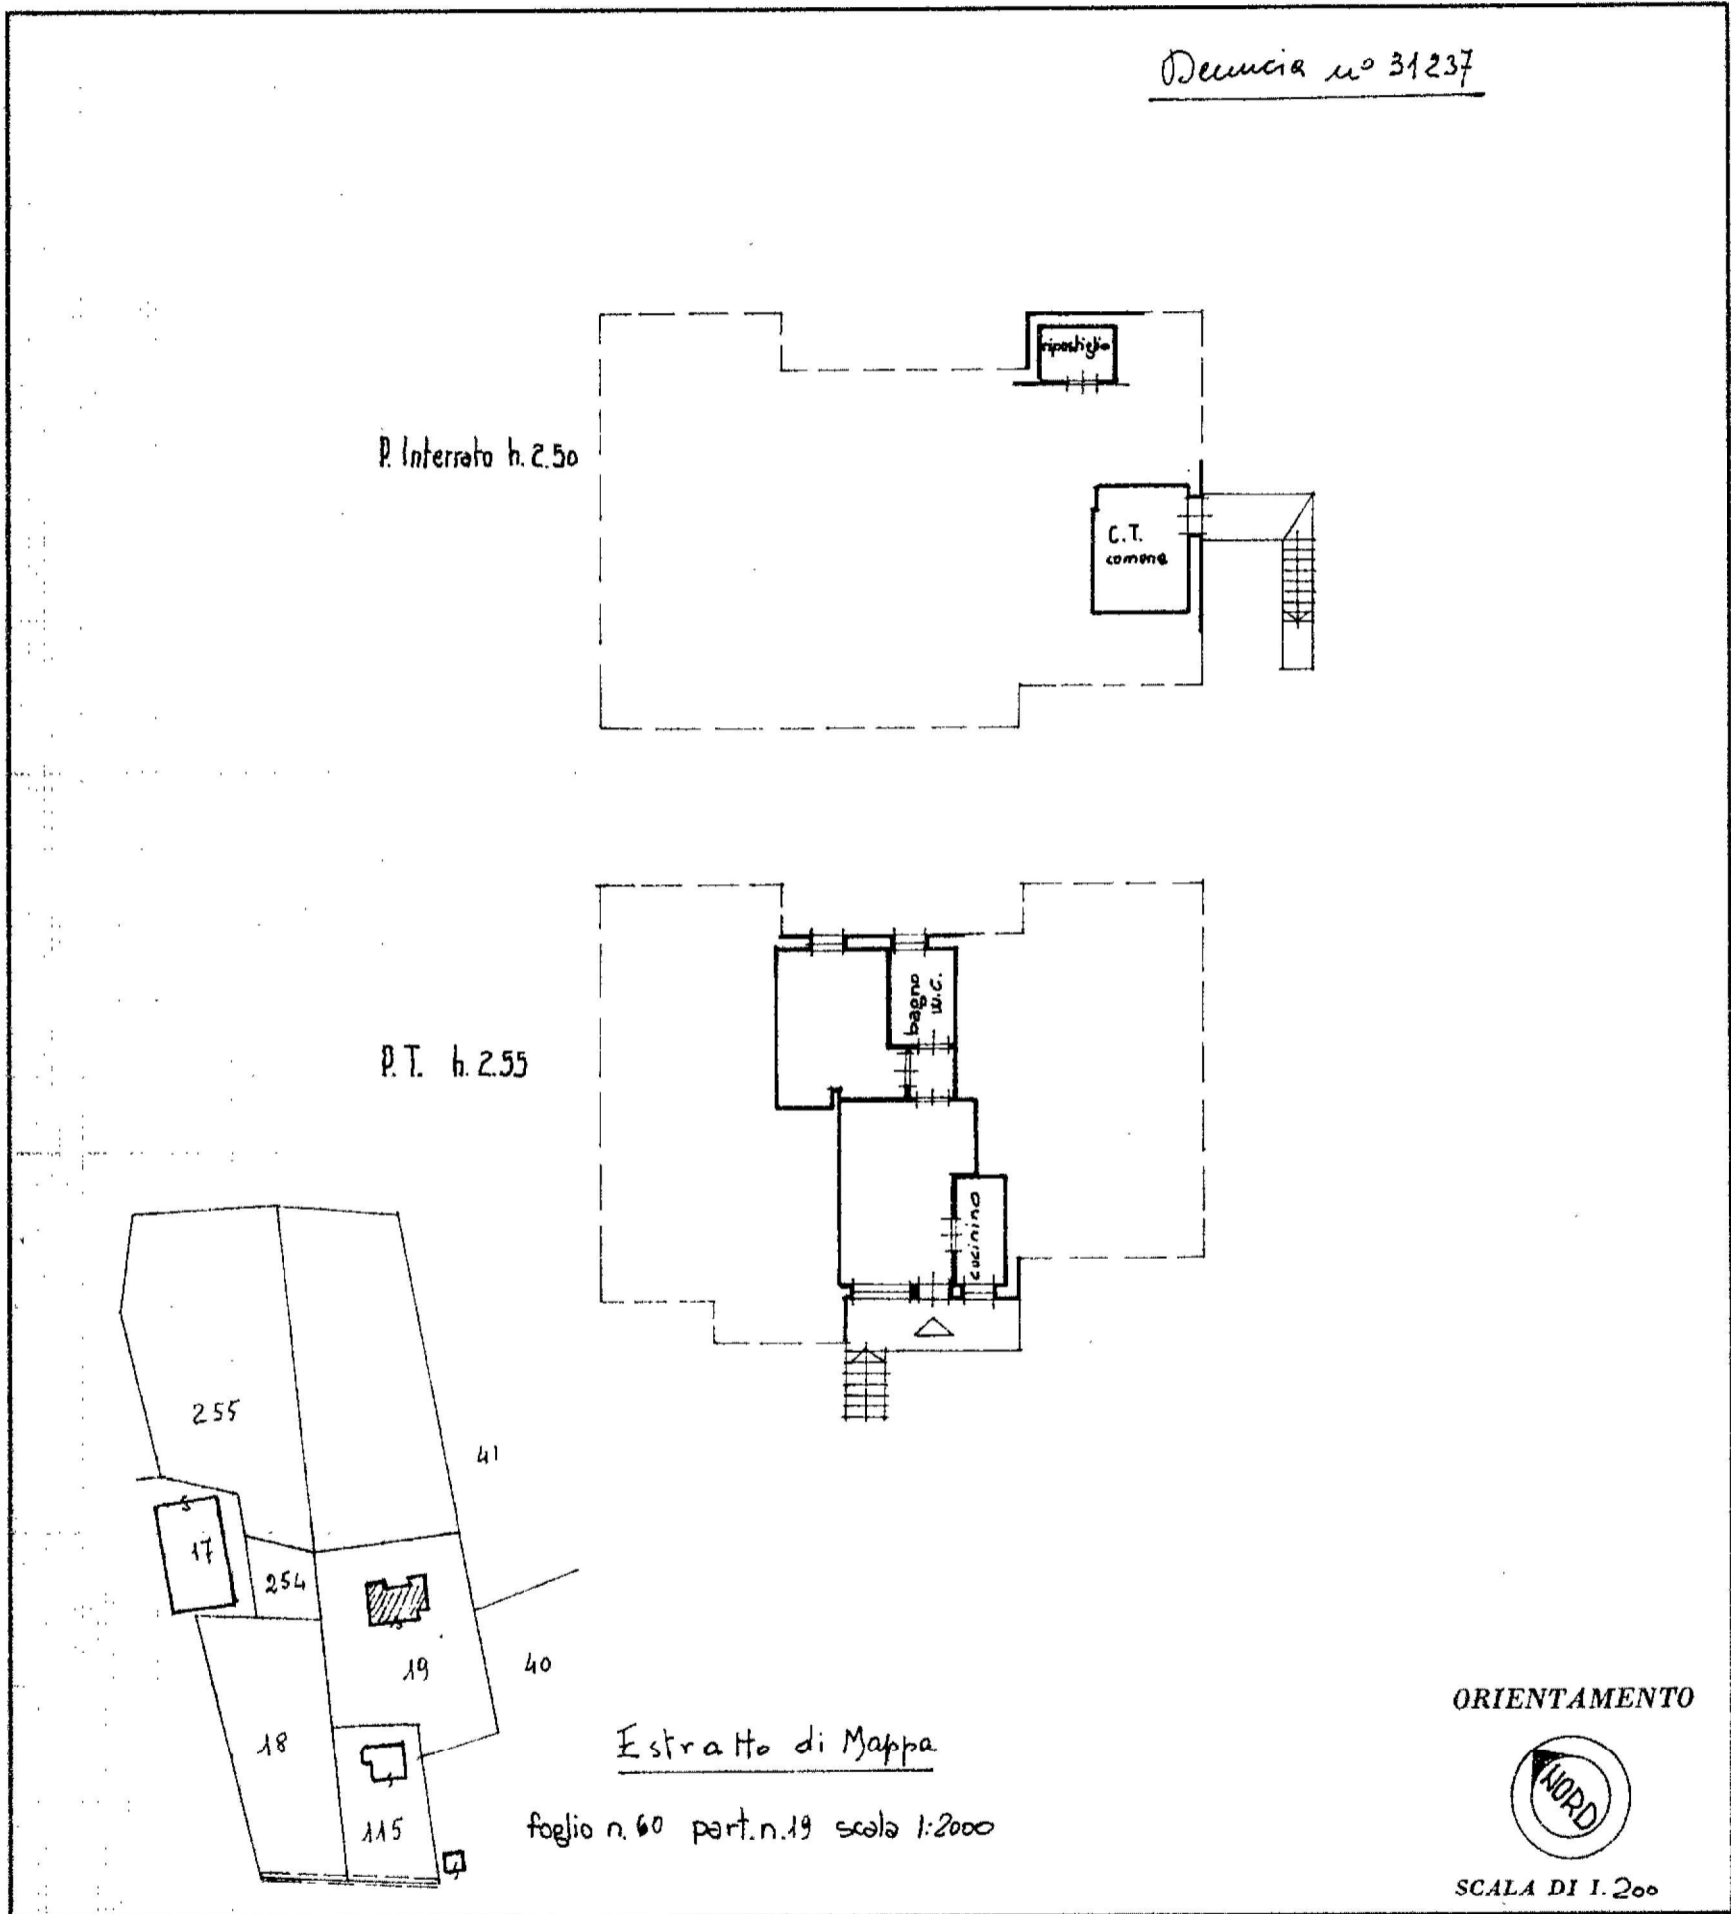 Denuncia nº 31237
ripostiglio
P. Interrato h. 2.50
C.T.
comune
bagno
w.c.
P.T. h. 2.55
cucinino
255
41
17
254
19
40
18
115
Estratto di Mappa
foglio n. 60 part. n. 19 scala 1:2000
ORIENTAMENTO
NORD
SCALA DI 1. 200